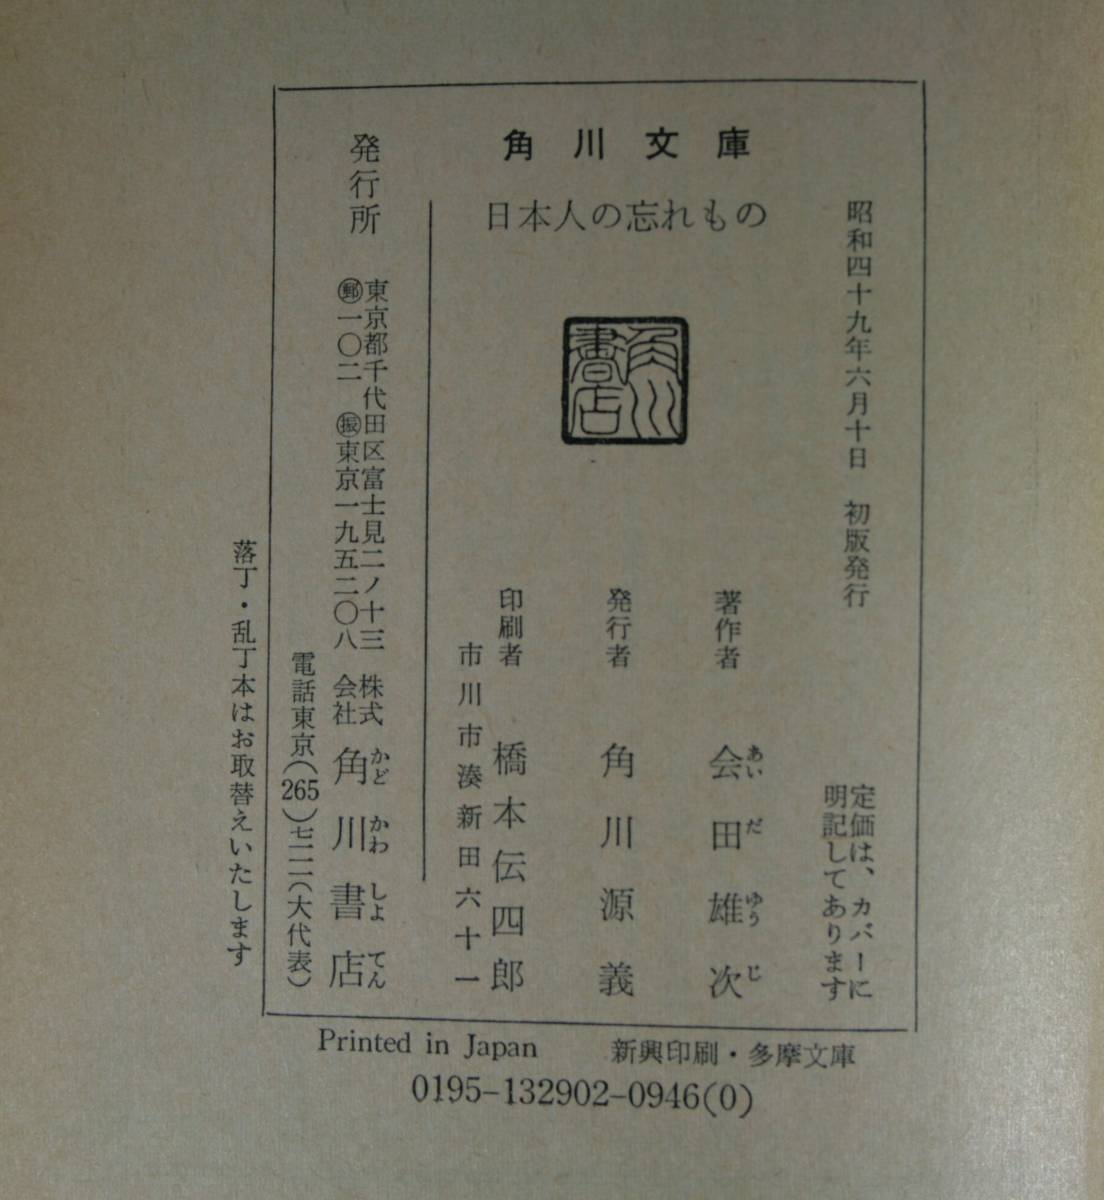 角川文庫
日本人の忘れもの
昭和四十九年六月十日　初版発行
定価は、カバーに
明記してあります
角川
書店
著作者　会田雄次
あいだゆうじ
発行者　角川源義
印刷者　橋本伝四郎
市川市湊新田六十一
発行所
東京都千代田区富士見二ノ十三
㊞一〇二　振東京一九五二〇八
株式
会社
角川書店
かどかわしよてん
電話東京(265)七一一一(大代表)
落丁・乱丁本はお取替えいたします
Printed in Japan　新興印刷・多摩文庫
0195-132902-0946(0)